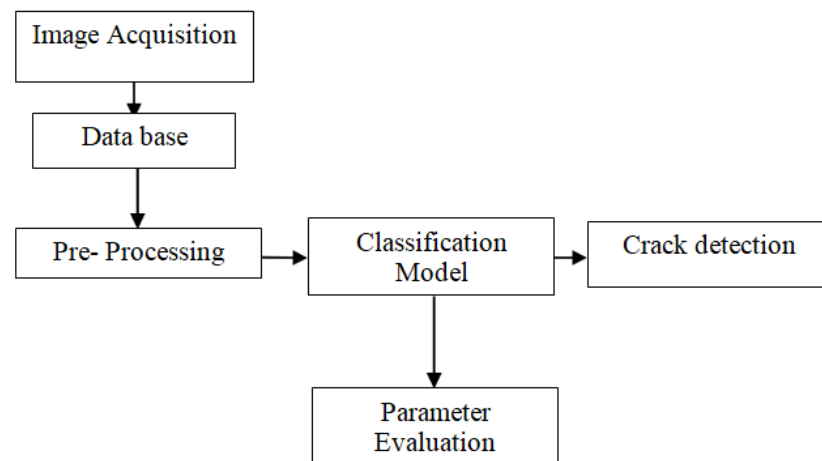 Image Acquisition
Data base
Pre- Processing
Classification
Model
Crack detection
Parameter
Evaluation